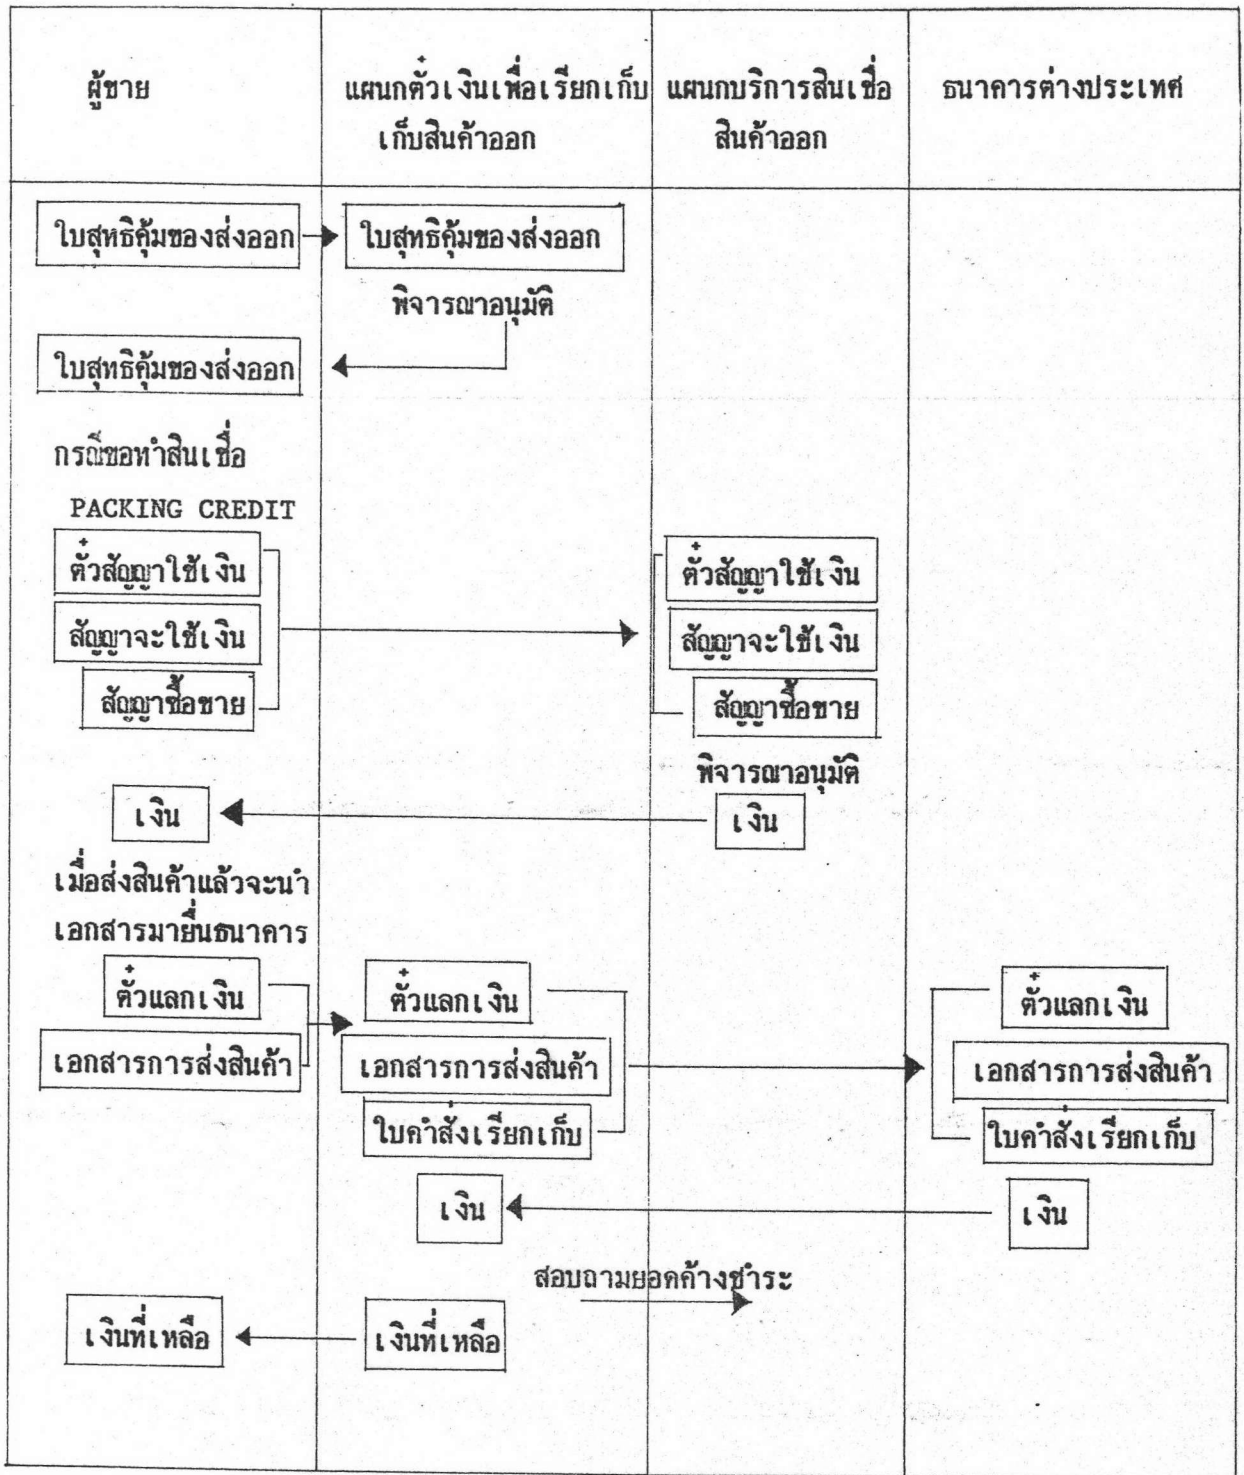 ผู้ขาย
แผนกตั๋วเงินเพื่อเรียกเก็บ
เก็บสินค้าออก
แผนกบริการสินเชื่อ
สินค้าออก
ธนาคารต่างประเทศ
ใบสุทธิคุ้มของส่งออก
ใบสุทธิคุ้มของส่งออก
พิจารณาอนุมัติ
ใบสุทธิคุ้มของส่งออก
กรณีขอทำสินเชื่อ
PACKING CREDIT
ตั๋วสัญญาใช้เงิน
ตั๋วสัญญาใช้เงิน
สัญญาจะใช้เงิน
สัญญาจะใช้เงิน
สัญญาซื้อขาย
สัญญาซื้อขาย
พิจารณาอนุมัติ
เงิน
เงิน
เมื่อส่งสินค้าแล้วจะนำ
เอกสารมายื่นธนาคาร
ตั๋วแลกเงิน
ตั๋วแลกเงิน
ตั๋วแลกเงิน
เอกสารการส่งสินค้า
เอกสารการส่งสินค้า
เอกสารการส่งสินค้า
ใบคำสั่งเรียกเก็บ
ใบคำสั่งเรียกเก็บ
เงิน
เงิน
สอบถามยอดค้างชำระ
เงินที่เหลือ
เงินที่เหลือ